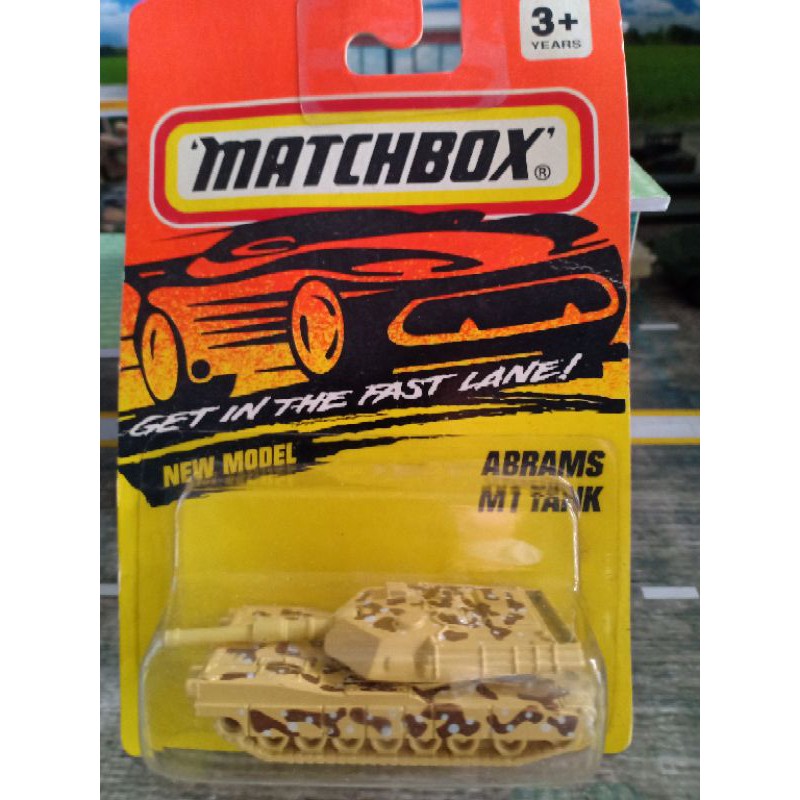 3+
YEARS
'MATCHBOX'®
GET IN THE FAST LANE!
NEW MODEL
ABRAMS
M1 TANK